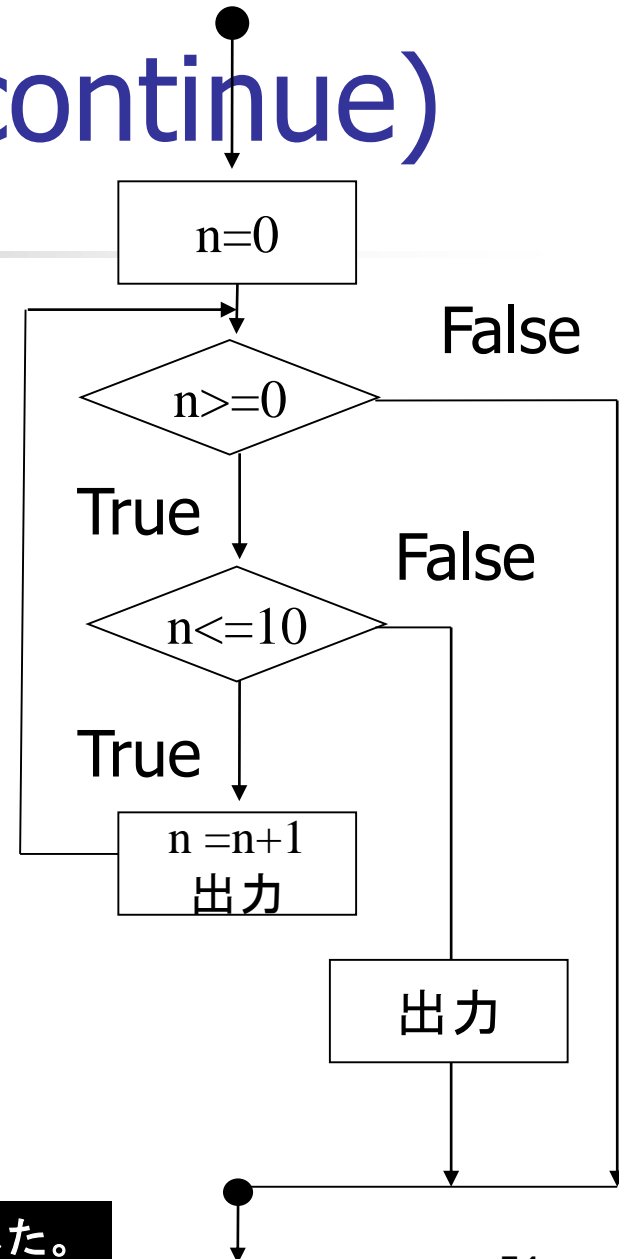 continue)
n=0
False
n>=0
True
False
n<=10
True
n =n+1
出力
出力
た。